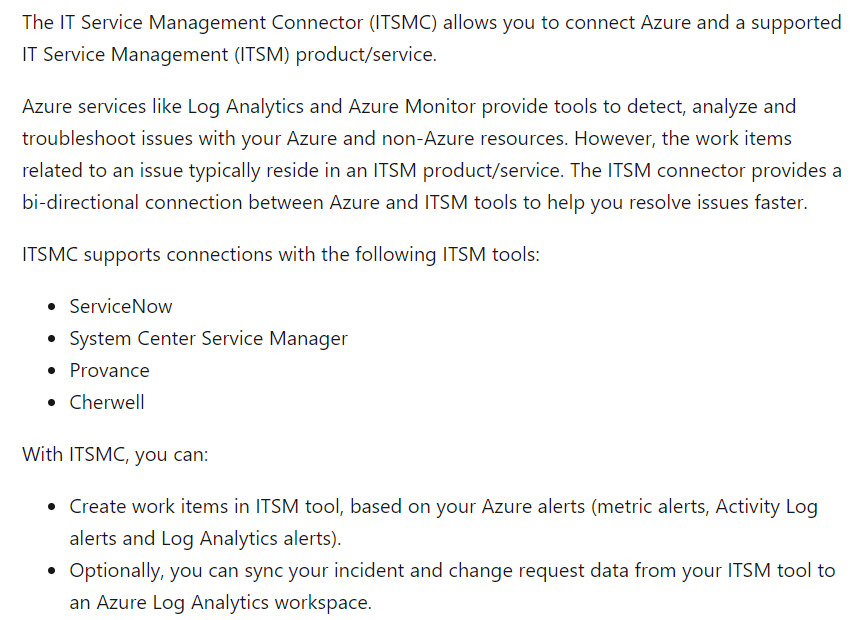 The IT Service Management Connector (ITSMC) allows you to connect Azure and a supported
IT Service Management (ITSM) product/service.
Azure services like Log Analytics and Azure Monitor provide tools to detect, analyze and
troubleshoot issues with your Azure and non-Azure resources. However, the work items
related to an issue typically reside in an ITSM product/service. The ITSM connector provides a
bi-directional connection between Azure and ITSM tools to help you resolve issues faster.
ITSMC supports connections with the following ITSM tools:
• ServiceNow
• System Center Service Manager
• Provance
• Cherwell
With ITSMC, you can:
• Create work items in ITSM tool, based on your Azure alerts (metric alerts, Activity Log
alerts and Log Analytics alerts).
• Optionally, you can sync your incident and change request data from your ITSM tool to
an Azure Log Analytics workspace.